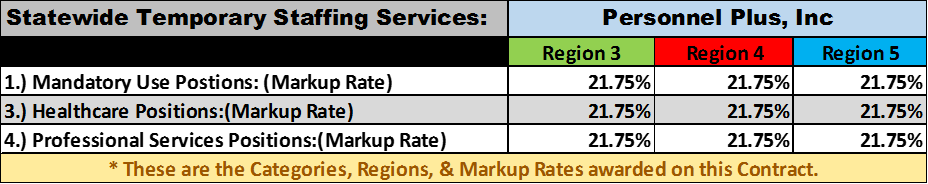 Statewide Temporary Staffing Services: Personnel Plus, Inc
Region 3 Region 4 Region 5
1.) Mandatory Use Postions: (Markup Rate) 21.75% 21.75% 21.75%
3.) Healthcare Positions:(Markup Rate) 21.75% 21.75% 21.75%
4.) Professional Services Positions:(Markup Rate) 21.75% 21.75% 21.75%
* These are the Categories, Regions, & Markup Rates awarded on this Contract.